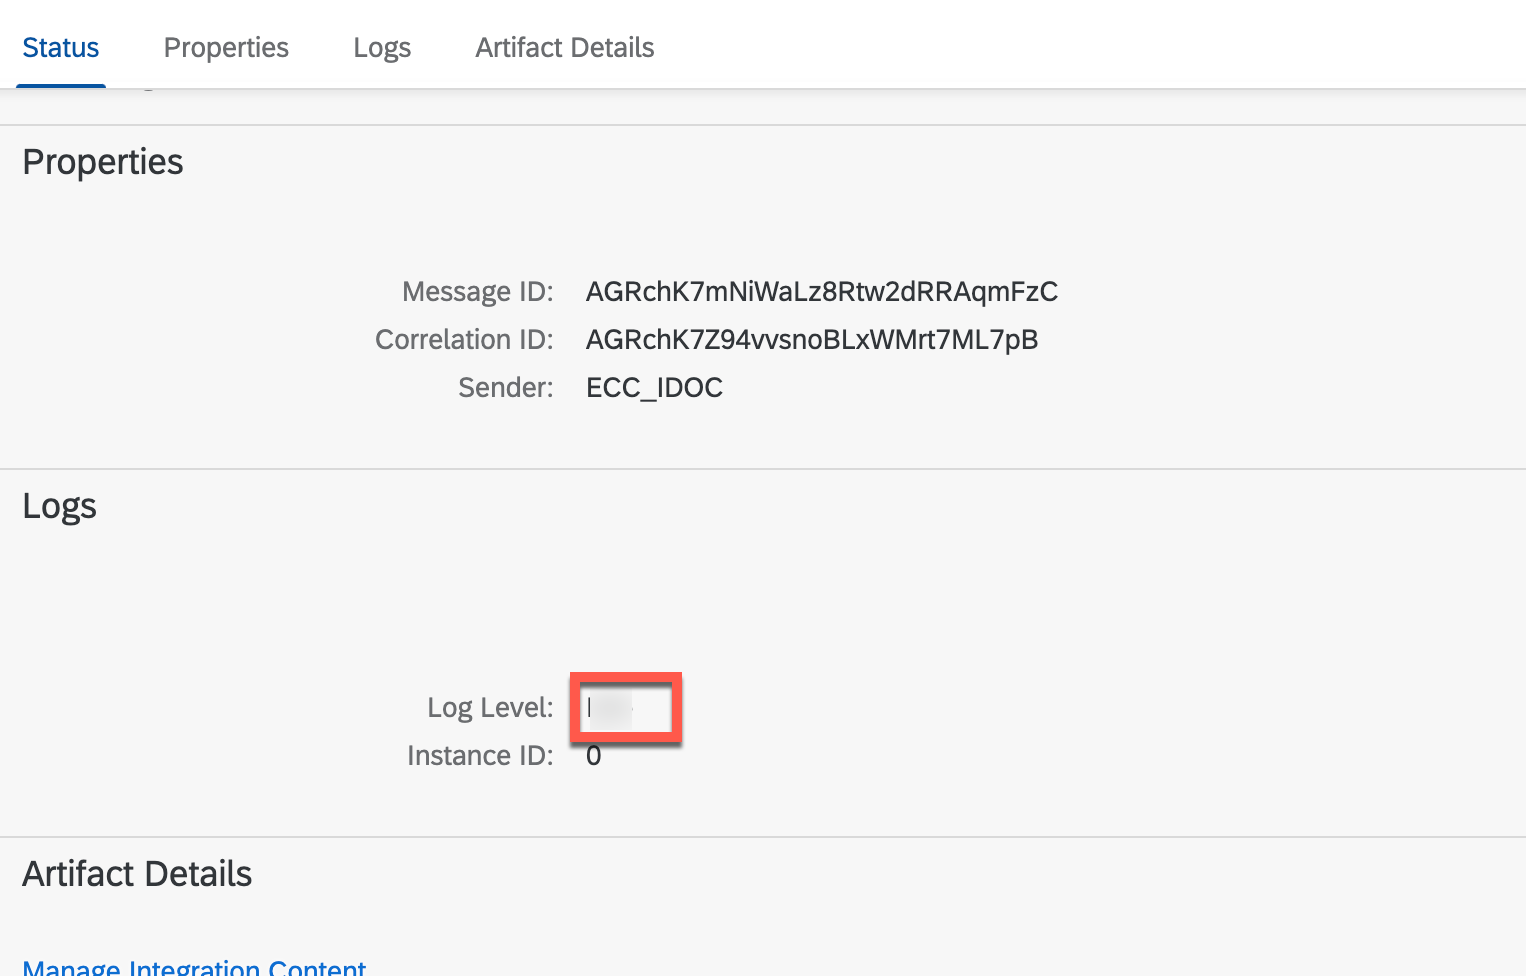 Status Properties Logs Artifact Details
Properties
Message ID: AGRchK7mNiWaLz8Rtw2dRRAqmFzC
Correlation ID: AGRchK7Z94vvsnoBLxWMrt7ML7pB
Sender: ECC_IDOC
Logs
Log Level:
Instance ID: 0
Artifact Details
Manage Integration Content